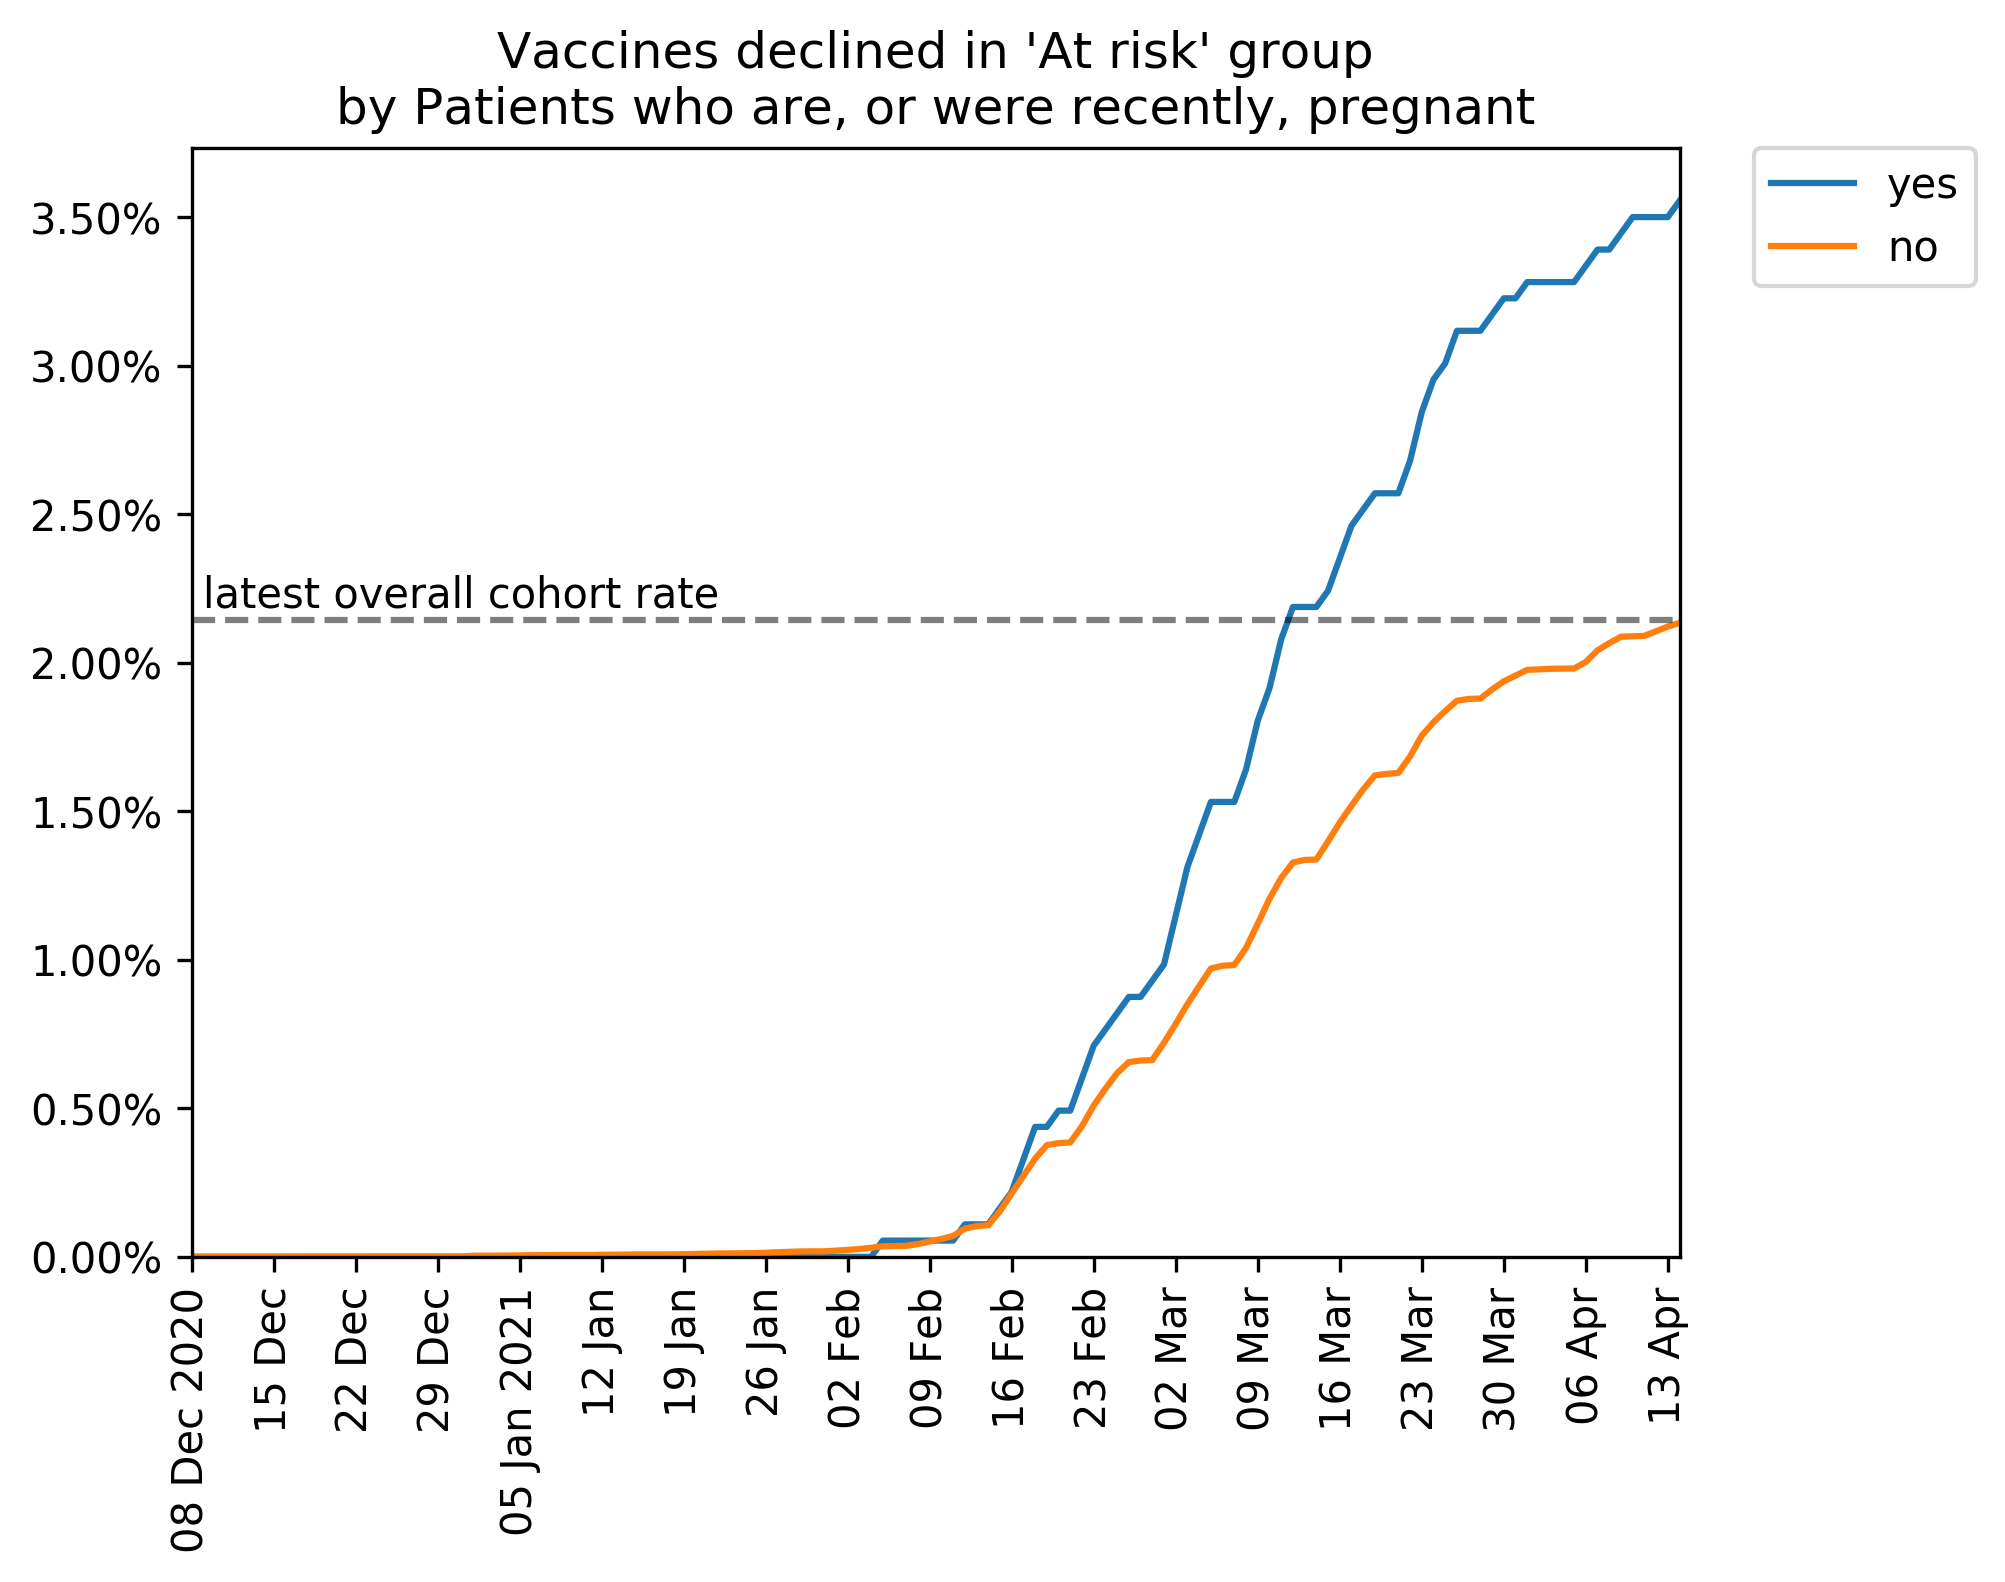 Vaccines declined in 'At risk' group
by Patients who are, or were recently, pregnant
yes
no
3.50%
3.00%
2.50%
latest overall cohort rate
2.00%
1.50%
1.00%
0.50%
0.00%
08 Dec 2020
15 Dec
22 Dec
29 Dec
05 Jan 2021
12 Jan
19 Jan
26 Jan
02 Feb
09 Feb
16 Feb
23 Feb
02 Mar
09 Mar
16 Mar
23 Mar
30 Mar
06 Apr
13 Apr